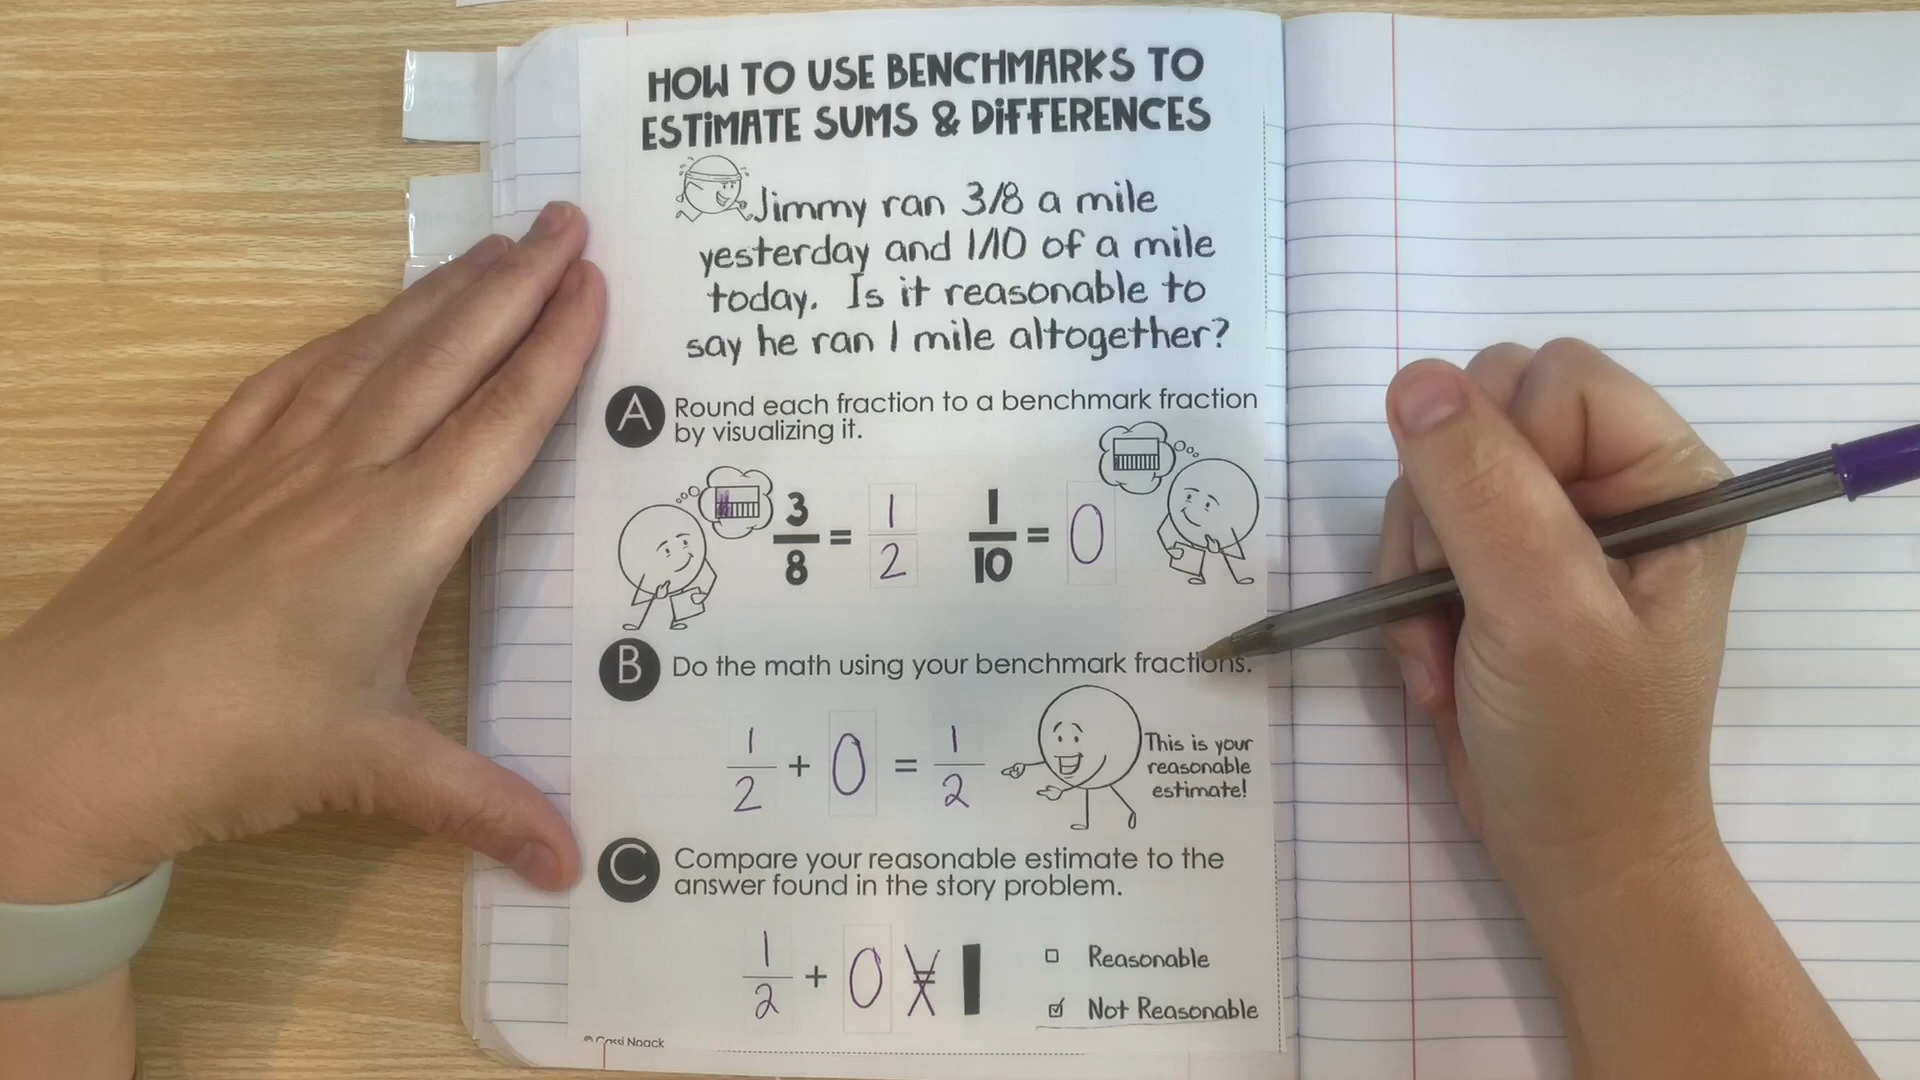 HOW TO USE BENCHMARKS TO
ESTiMATE SUMS & DiFFERENCES
Jimmy ran 3/8 a mile
yesterday and 1/10 of a mile
today. Is it reasonable to
say he ran 1 mile altogether?
A Round each fraction to a benchmark fraction
by visualizing it.
3/8 = 1/2 1/10 = 0
B Do the math using your benchmark fractions.
1/2 + 0 = 1/2
This is your
reasonable
estimate!
C Compare your reasonable estimate to the
answer found in the story problem.
1/2 + 0 ≠ 1
Reasonable
Not Reasonable
Noack